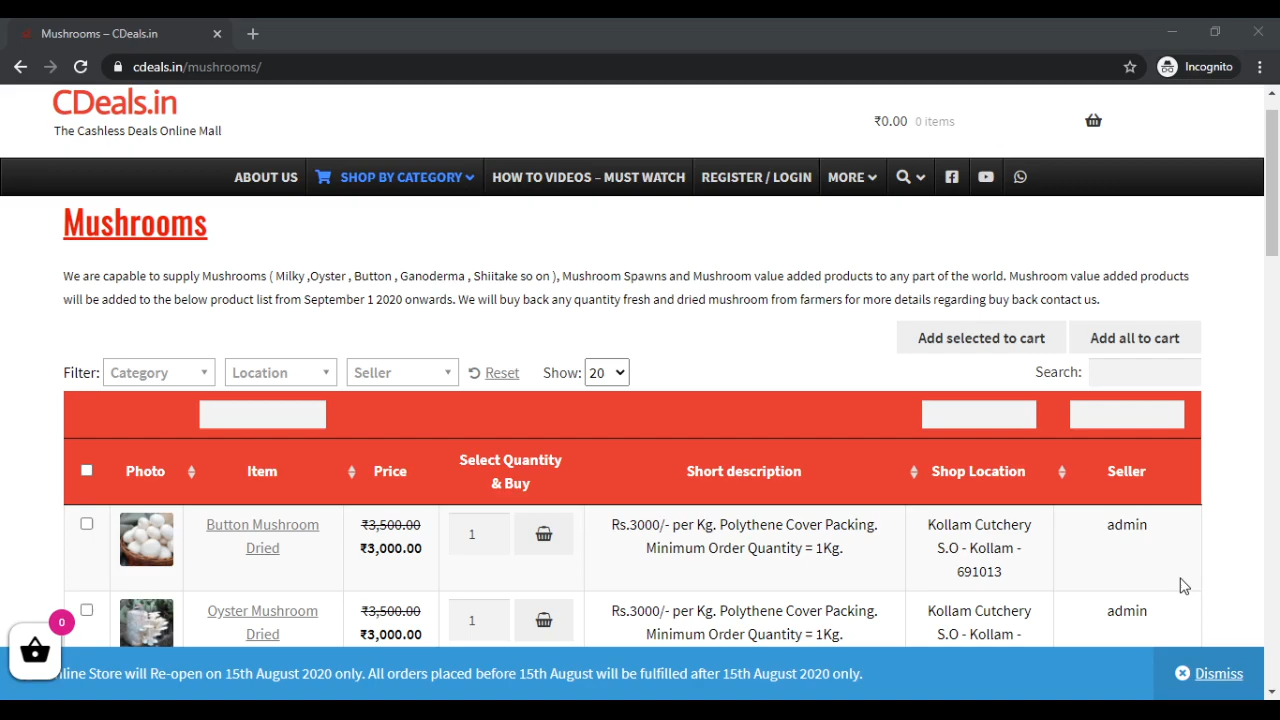 Mushrooms – CDeals.in
cdeals.in/mushrooms/
Incognito
CDeals.in
The Cashless Deals Online Mall
₹0.00 0 items
ABOUT US SHOP BY CATEGORY HOW TO VIDEOS – MUST WATCH REGISTER / LOGIN MORE
Mushrooms
We are capable to supply Mushrooms ( Milky ,Oyster , Button , Ganoderma , Shiitake so on ), Mushroom Spawns and Mushroom value added products to any part of the world. Mushroom value added products
will be added to the below product list from September 1 2020 onwards. We will buy back any quantity fresh and dried mushroom from farmers for more details regarding buy back contact us.
Add selected to cart Add all to cart
Filter: Category Location Seller Reset Show: 20 Search:
Photo Item Price Select Quantity & Buy Short description Shop Location Seller
Button Mushroom ₹3,500.00 1 Rs.3000/- per Kg. Polythene Cover Packing. Kollam Cutchery admin
Dried ₹3,000.00 Minimum Order Quantity = 1Kg. S.O - Kollam -
691013
Oyster Mushroom ₹3,500.00 1 Rs.3000/- per Kg. Polythene Cover Packing. Kollam Cutchery admin
Dried ₹3,000.00 Minimum Order Quantity = 1Kg. S.O - Kollam -
0
Store will Re-open on 15th August 2020 only. All orders placed before 15th August will be fulfilled after 15th August 2020 only. Dismiss